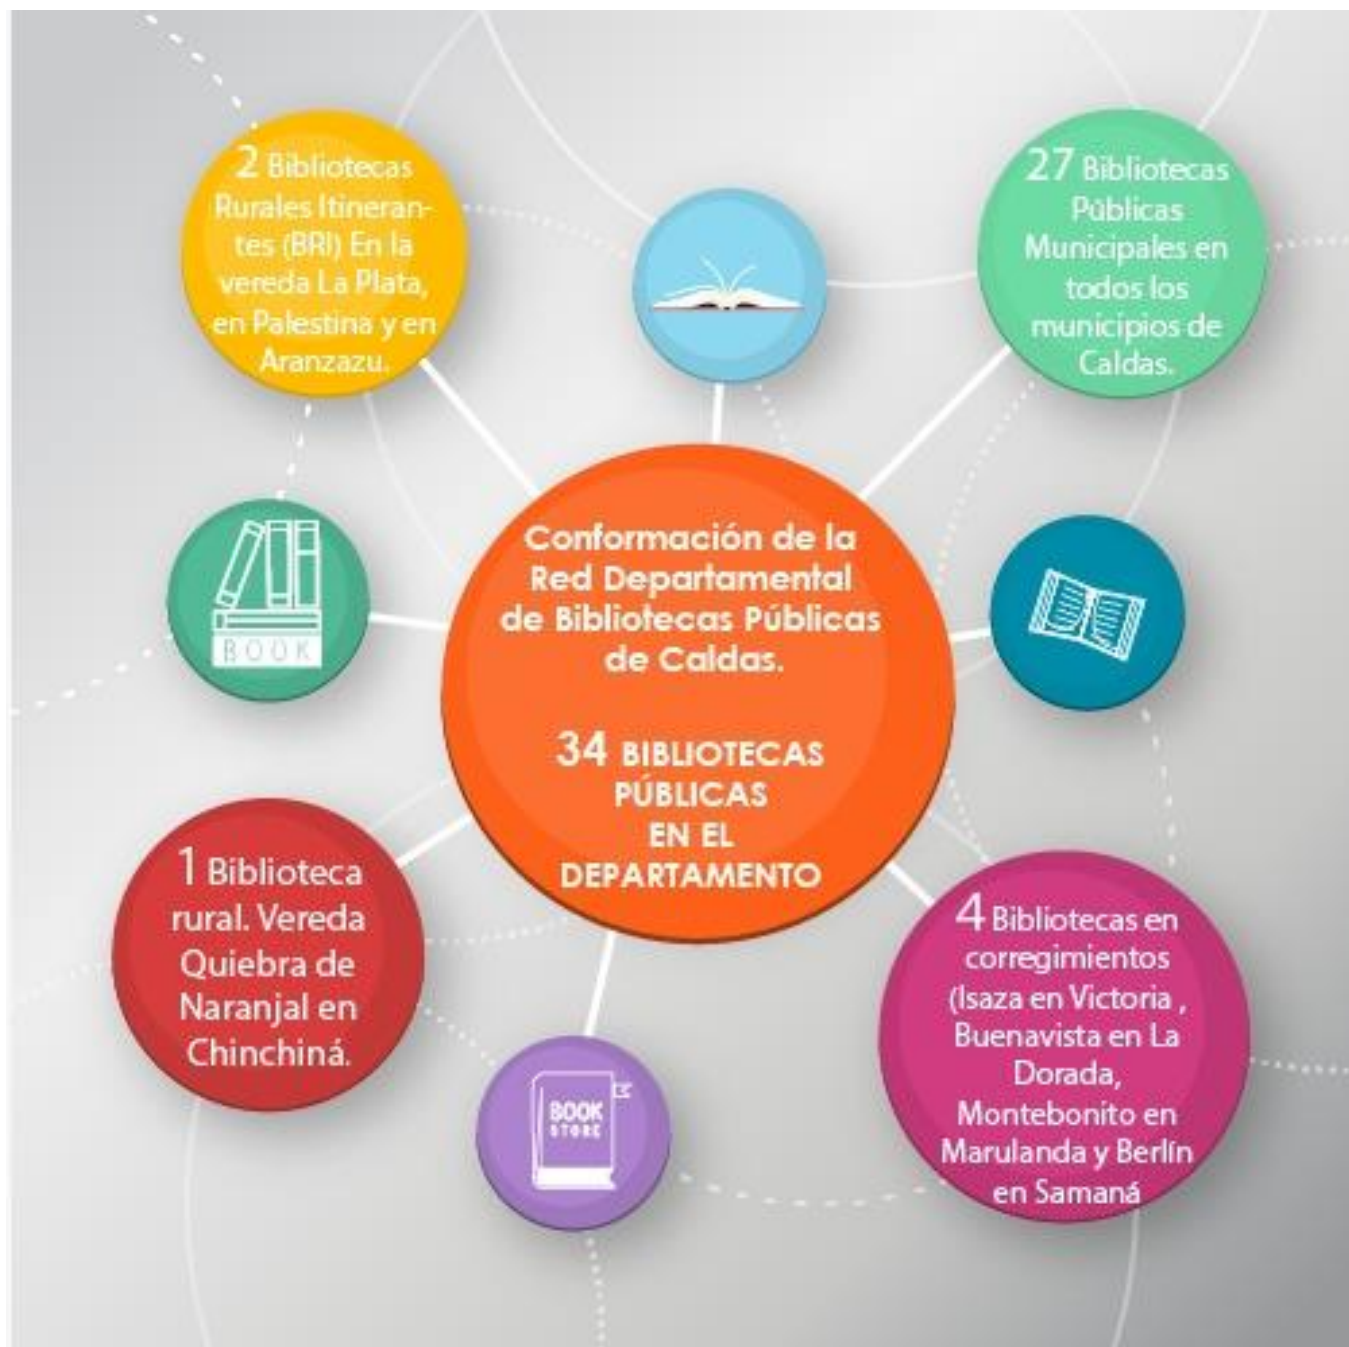 2 Bibliotecas
Rurales Itineran-
tes (BRI) En la
vereda La Plata,
en Palestina y en
Aranzazu.
27 Bibliotecas
Públicas
Municipales en
todos los
municipios de
Caldas.
BOOK
Conformación de la
Red Departamental
de Bibliotecas Públicas
de Caldas.
34 BIBLIOTECAS
PÚBLICAS
EN EL
DEPARTAMENTO
1 Biblioteca
rural. Vereda
Quiebra de
Naranjal en
Chinchiná.
4 Bibliotecas en
corregimientos
(Isaza en Victoria ,
Buenavista en La
Dorada,
Montebonito en
Marulanda y Berlín
en Samaná
BOOK
STORE